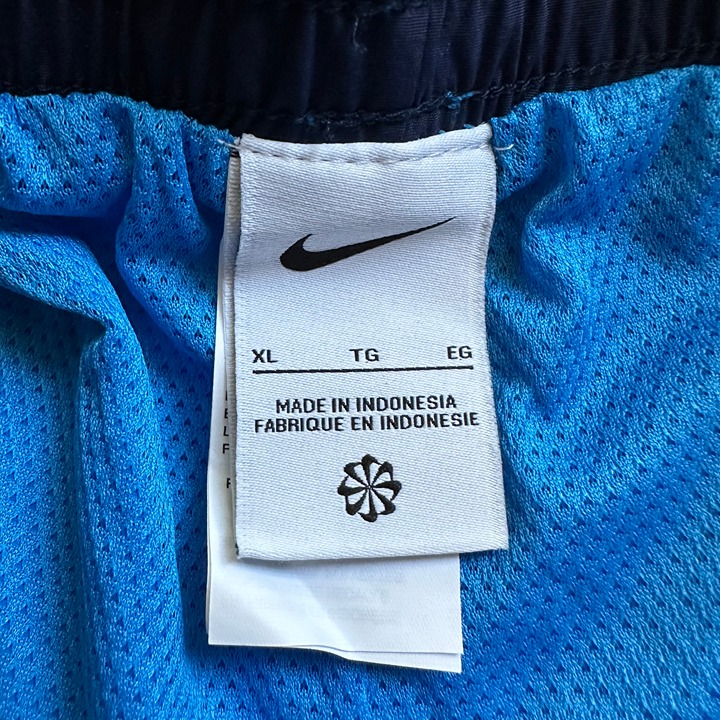 XL TG EG
MADE IN INDONESIA
FABRIQUE EN INDONESIE